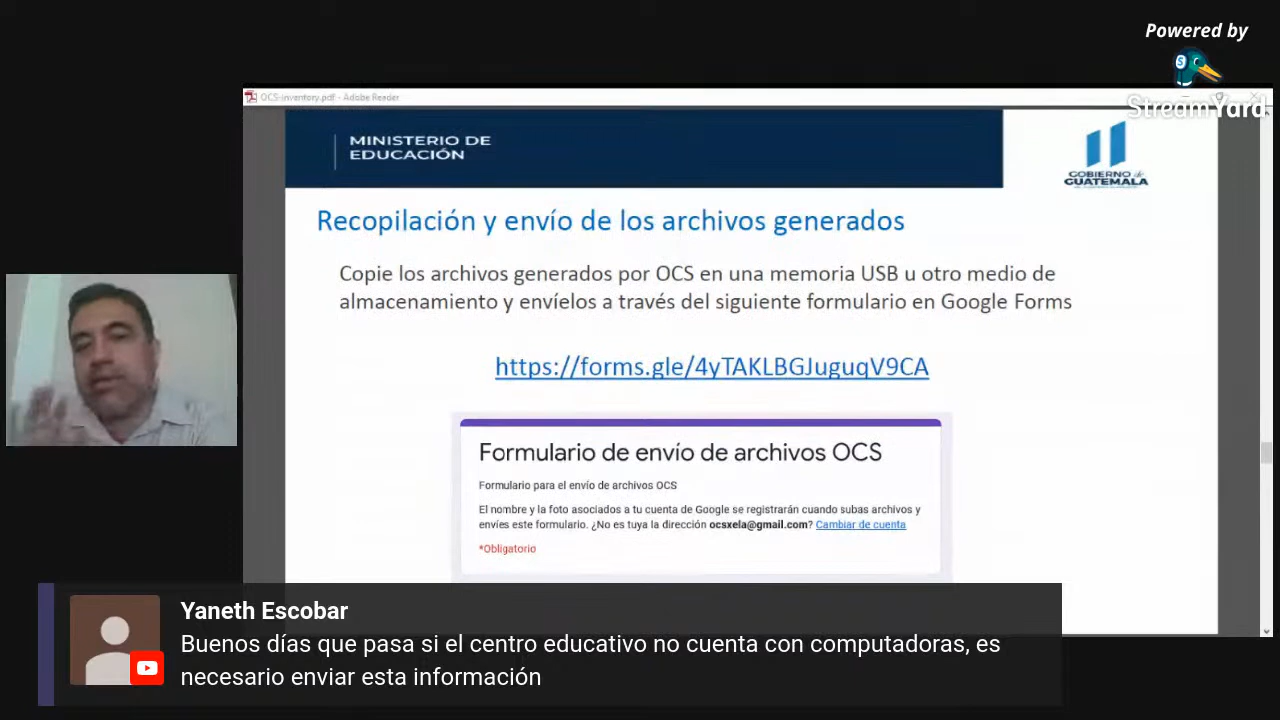 Powered by
StreamYard
OCS-inventory.pdf - Adobe Reader
MINISTERIO DE
EDUCACIÓN
GOBIERNO de
GUATEMALA
Recopilación y envío de los archivos generados
Copie los archivos generados por OCS en una memoria USB u otro medio de
almacenamiento y envíelos a través del siguiente formulario en Google Forms
https://forms.gle/4yTAKLBGJuguqV9CA
Formulario de envío de archivos OCS
Formulario para el envío de archivos OCS
El nombre y la foto asociados a tu cuenta de Google se registrarán cuando subas archivos y
envíes este formulario. ¿No es tuya la dirección ocsxela@gmail.com? Cambiar de cuenta
*Obligatorio
Yaneth Escobar
Buenos días que pasa si el centro educativo no cuenta con computadoras, es
necesario enviar esta información